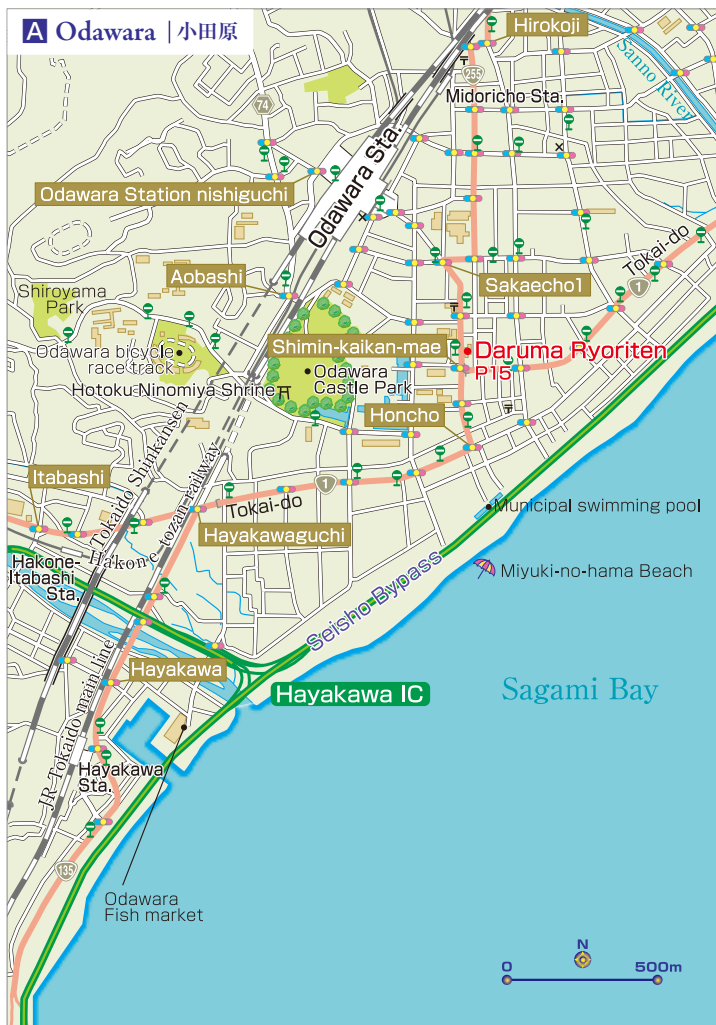 A Odawara | 小田原
Hirokoji
Sanno River
255
74
Midoricho Sta.
Odawara Sta.
Odawara Station nishiguchi
Tokai-do
1
Aobashi
Sakaecho1
Shiroyama
Park
Shimin-kaikan-mae
Daruma Ryoriten
P15
Odawara bicycle
race track
Odawara
Castle Park
Hotoku Ninomiya Shrine
Honcho
Tokaido Shinkansen
Itabashi
1
Tokai-do
Municipal swimming pool
Hakon e tozan railway
Hayakawaguchi
Hakone-
Itabashi
Sta.
Seisho Bypass
Miyuki-no-hama Beach
Hayakawa
Hayakawa IC
Sagami Bay
JR Tokaido main line
Hayakawa
Sta.
135
Odawara
Fish market
N
0 500m